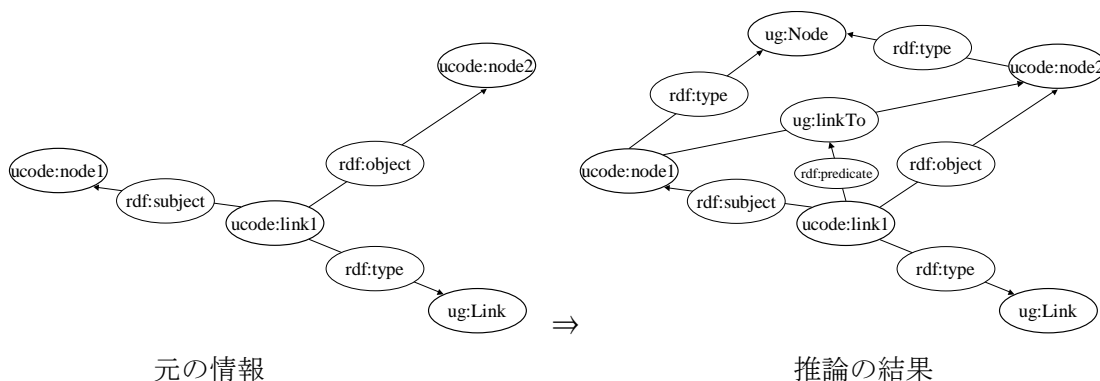 ucode:node2
rdf:object
ucode:node1
rdf:subject
ucode:link1
rdf:type
ug:Link
元の情報
⇒
ug:Node
rdf:type
ucode:node2
rdf:type
ug:linkTo
rdf:object
ucode:node1
rdf:predicate
rdf:subject
ucode:link1
rdf:type
ug:Link
推論の結果